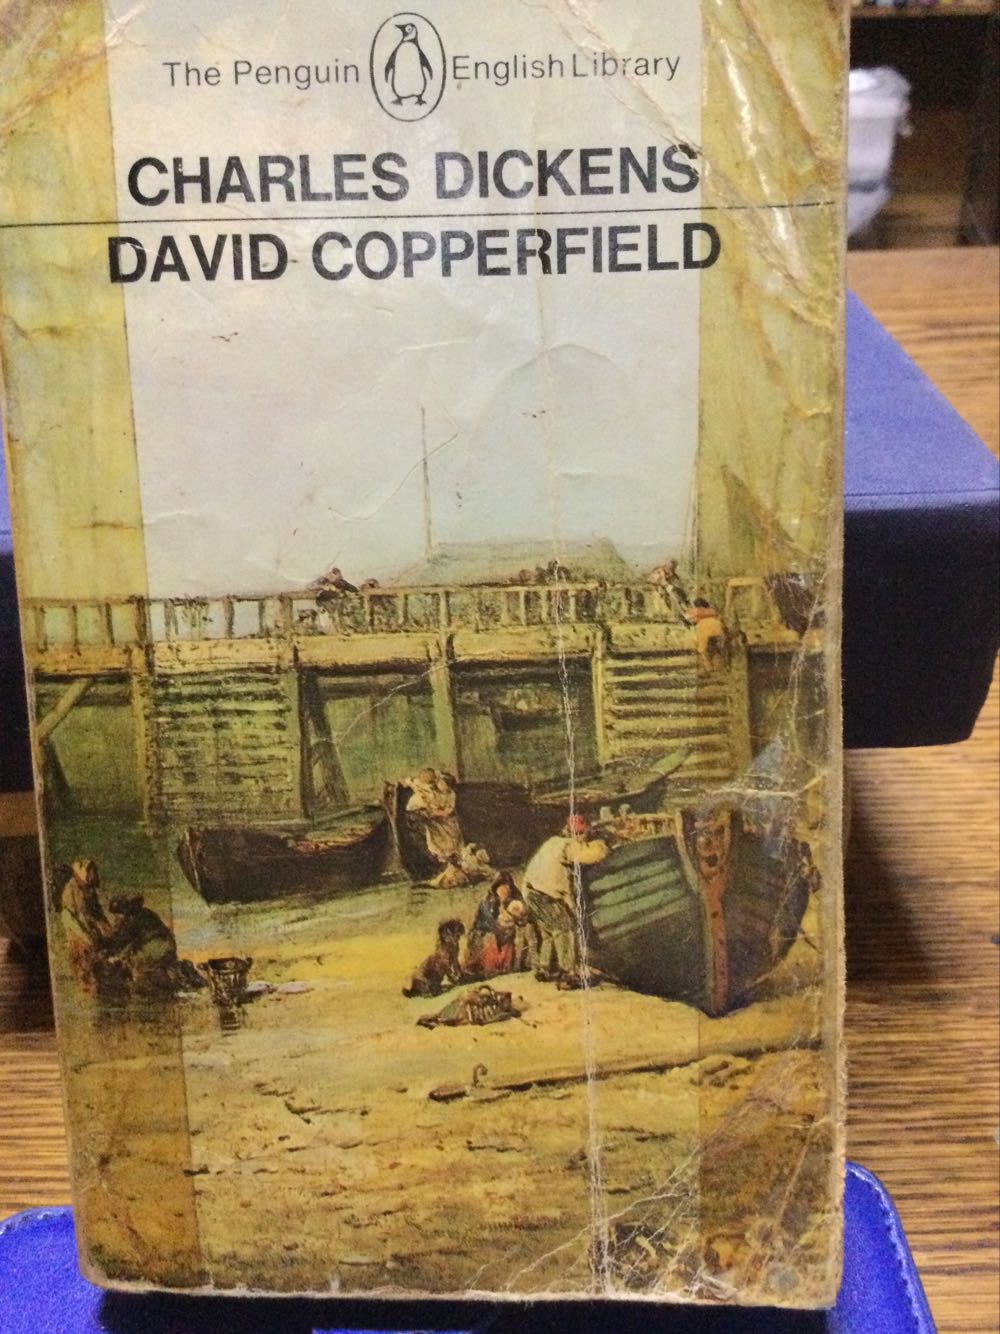 The Penguin English Library
CHARLES DICKENS
DAVID COPPERFIELD